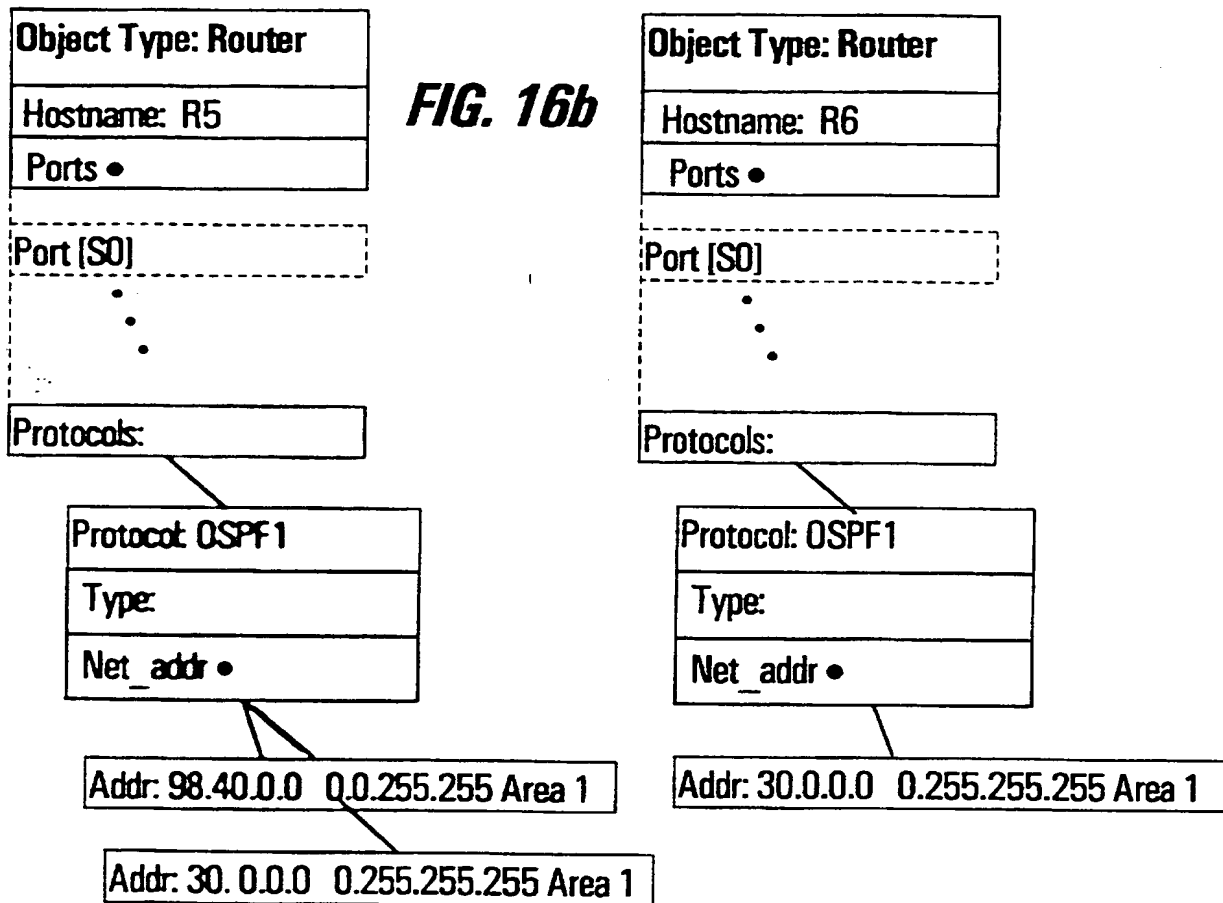 Object Type: Router
Hostname: R5
Ports •
Port [S0]
Protocols:
Protocol: OSPF1
Type:
Net_addr •
Addr: 98.40.0.0 0.0.255.255 Area 1
Addr: 30. 0.0.0 0.255.255.255 Area 1
FIG. 16b
Object Type: Router
Hostname: R6
Ports •
Port [S0]
Protocols:
Protocol: OSPF1
Type:
Net_addr •
Addr: 30.0.0.0 0.255.255.255 Area 1